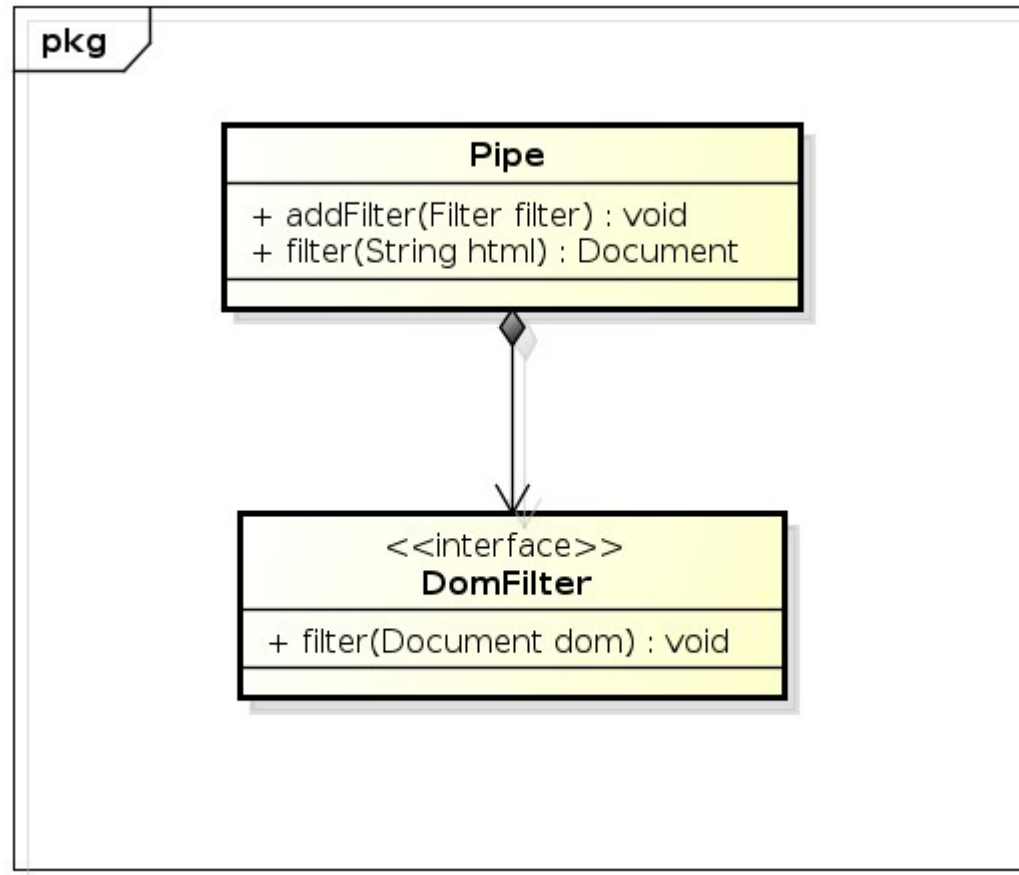 pkg
Pipe
+ addFilter(Filter filter) : void
+ filter(String html) : Document
<<interface>>
DomFilter
+ filter(Document dom) : void